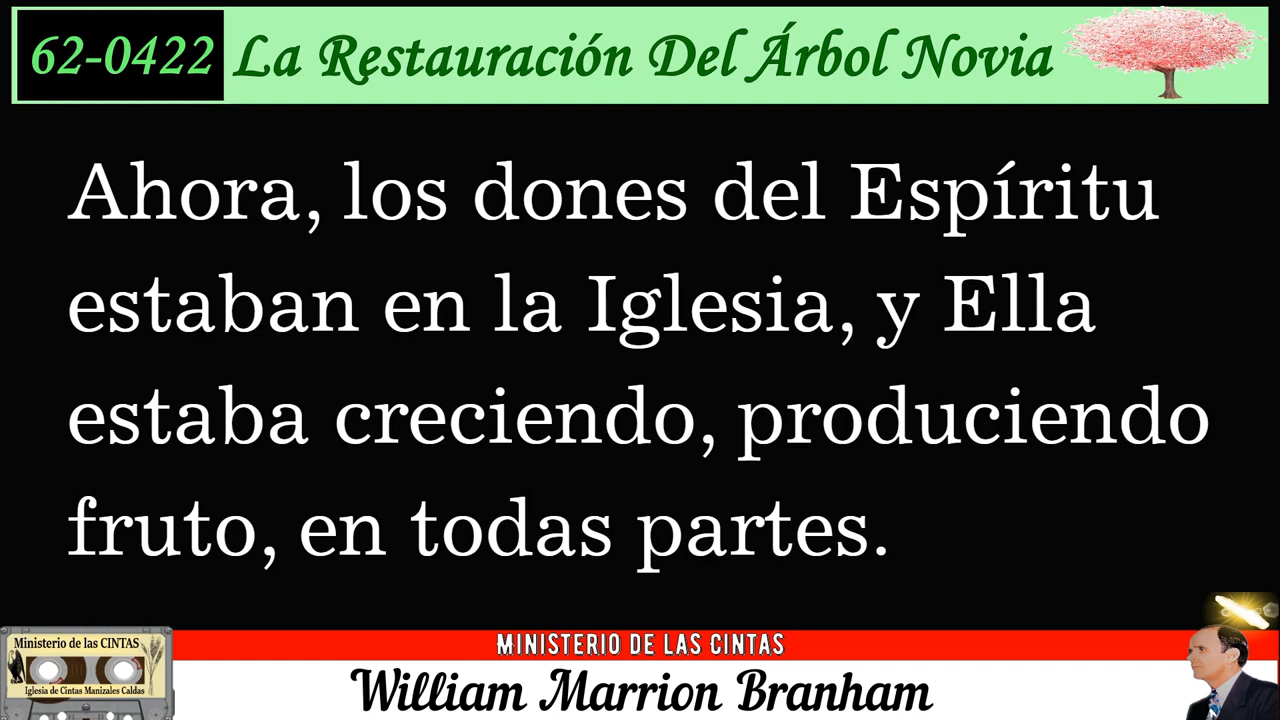 62-0422 La Restauración Del Árbol Novia
Ahora, los dones del Espíritu
estaban en la Iglesia, y Ella
estaba creciendo, produciendo
fruto, en todas partes.
Ministerio de las CINTAS
Iglesia de Cintas Manizales Caldas
MINISTERIO DE LAS CINTAS
William Marrion Branham